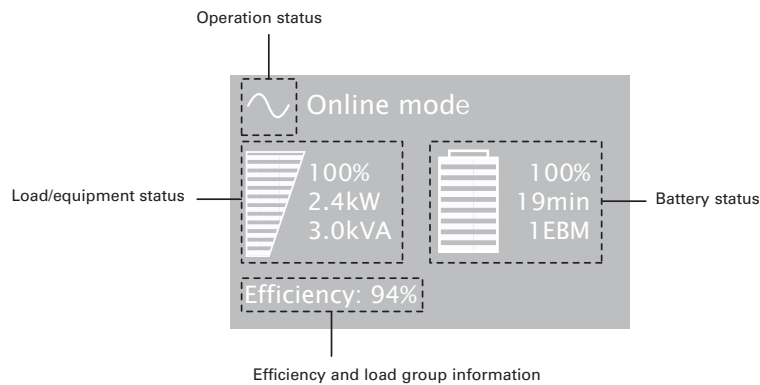 Operation status
Online mode
Load/equipment status
100%
2.4kW
3.0kVA
100%
19min
1EBM
Battery status
Efficiency: 94%
Efficiency and load group information